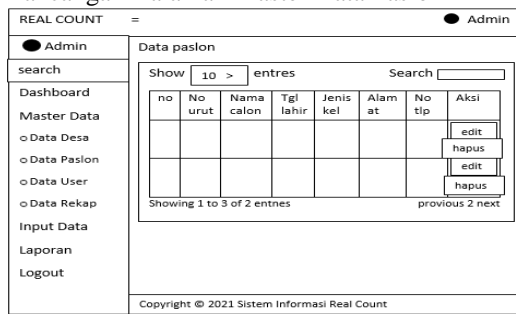 REAL COUNT =
Admin
Admin
search
Dashboard
Master Data
Data Desa
Data Paslon
Data User
Data Rekap
Input Data
Laporan
Logout
Data paslon
Show 10 > entres Search
no No urut Nama calon Tgl lahir Jenis kel Alam at No tlp Aksi
edit
hapus
edit
hapus
Showing 1 to 3 of 2 entnes provious 2 next
Copyright © 2021 Sistem Informasi Real Count